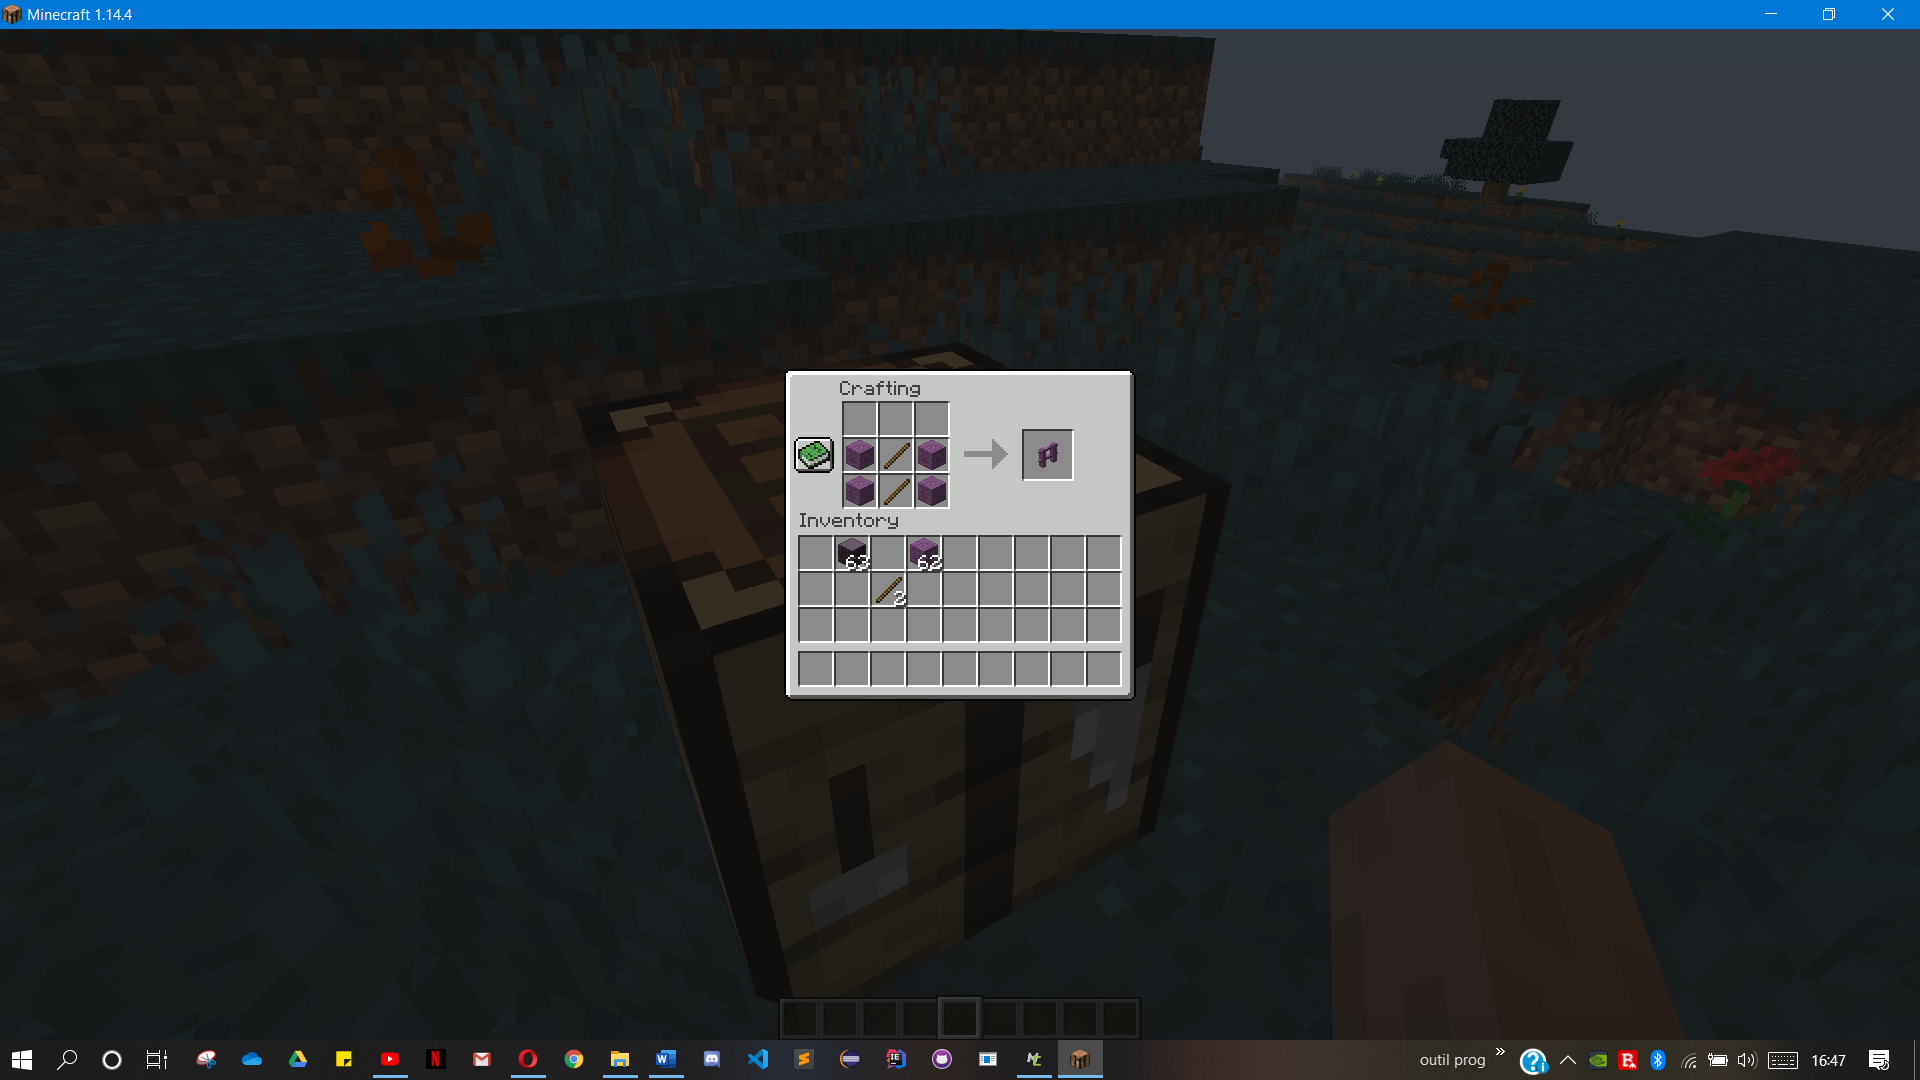 Minecraft 1.14.4
Crafting
Inventory
63
62
2
outil prog
16:47